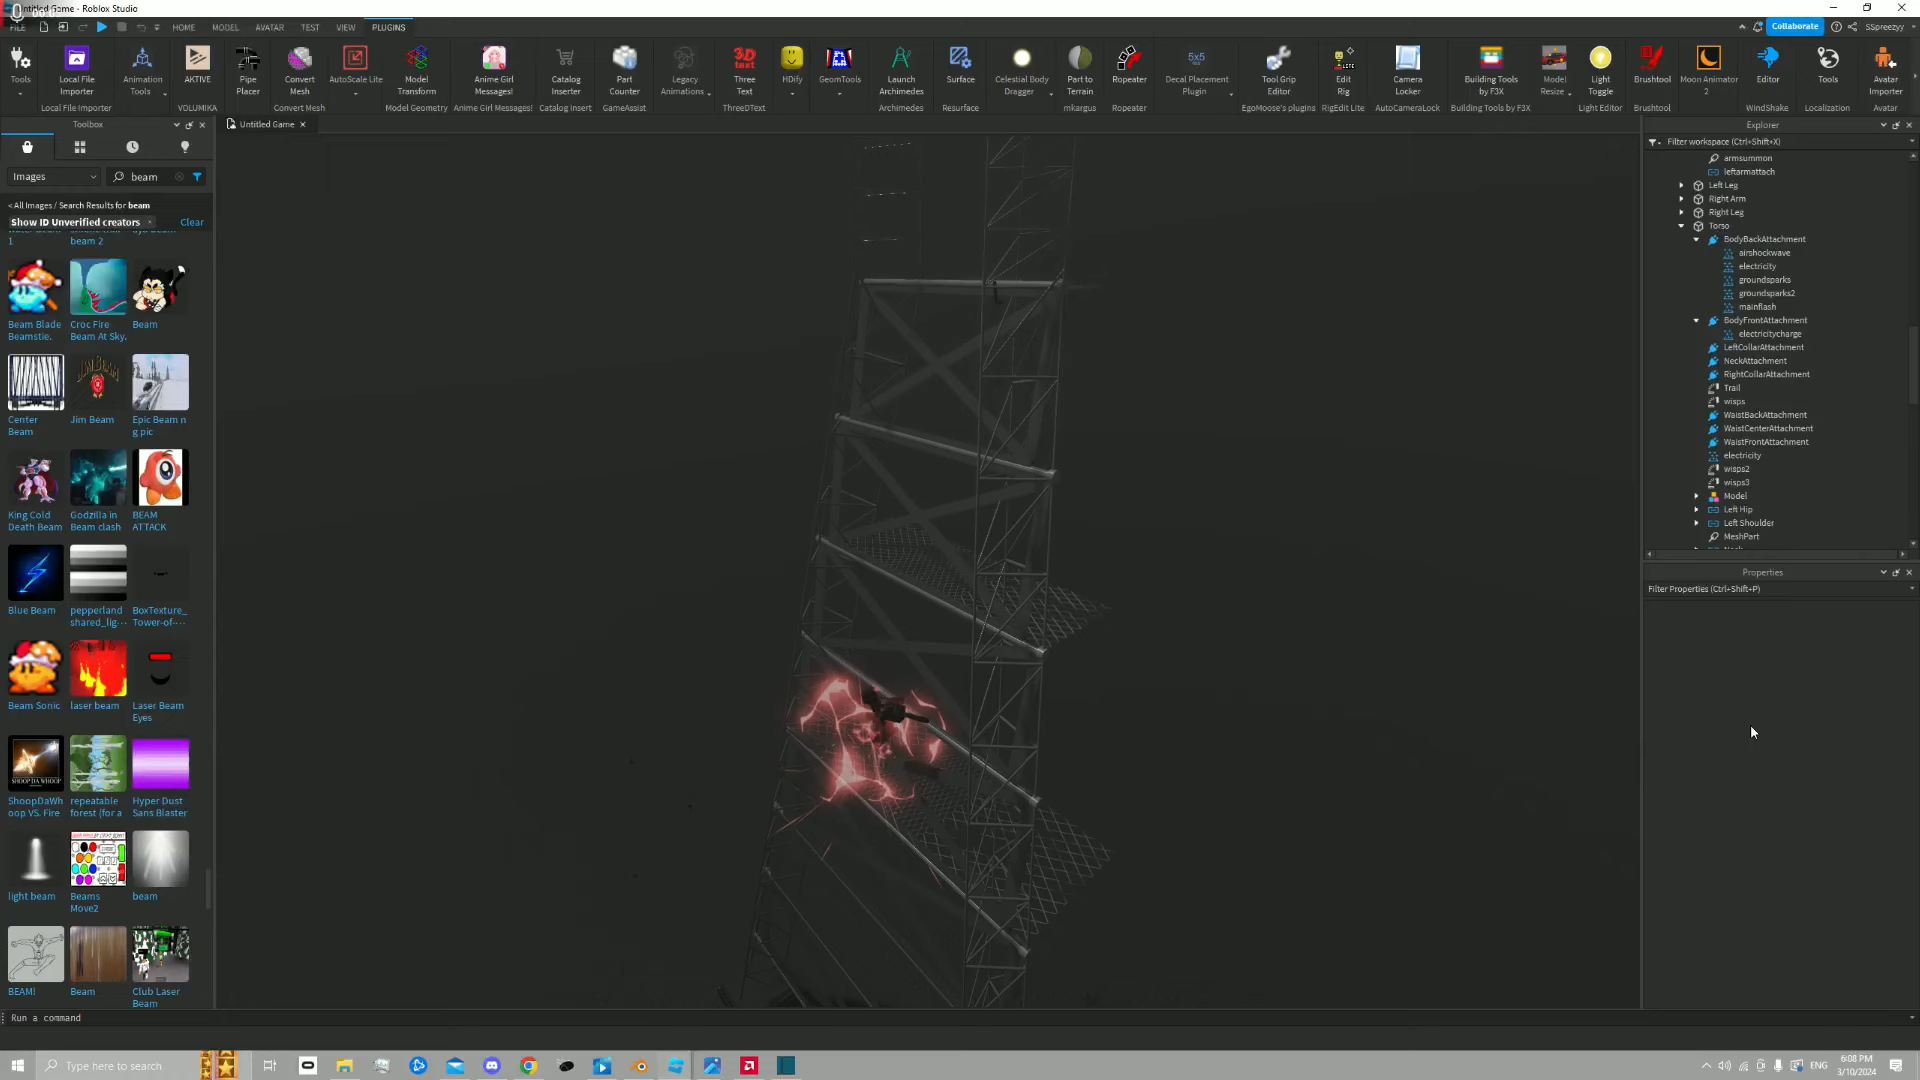 Untitled Game - Roblox Studio
FILE HOME MODEL AVATAR TEST VIEW PLUGINS
Collaborate SSpreezyy
Tools
Local File Importer
Animation Tools
AKTIVE
Pipe Placer
Convert Mesh
AutoScale Lite
Model Transform
Anime Girl Messages!
Catalog Inserter
Part Counter
Legacy Animations
3D text
Three Text
HDify
GeomTools
Launch Archimedes
Surface
Celestial Body Dragger
Part to Terrain
Repeater
5x5
Decal Placement Plugin
Tool Grip Editor
Edit Rig
Camera Locker
Building Tools by F3X
Model Resize
Light Toggle
Brushtool
Moon Animator 2
Editor
Tools
Avatar Importer
Local File Importer VOLUMIKA Convert Mesh Model Geometry Anime Girl Messages! Catalog Insert GameAssist ThreeDText Archimedes Resurface mkargus Repeater EgoMoose's plugins RigEdit Lite AutoCameraLock Building Tools by F3X Light Editor Brushtool WindShake Localization Avatar
Toolbox
Untitled Game
Images
beam
< All Images / Search Results for beam
Show ID Unverified creators
Clear
1
beam 2
Beam Blade Beamstie.
Croc Fire Beam At Sky.
Beam
Center Beam
Jim Beam
Epic Beam n g pic
King Cold Death Beam
Godzilla in Beam clash
BEAM ATTACK
Blue Beam
pepperland shared_lig...
BoxTexture_ Tower-of-...
Beam Sonic
laser beam
Laser Beam Eyes
SHOOP DA WHOOP
ShoopDaWh oop VS. Fire
repeatable forest (for a
Hyper Dust Sans Blaster
light beam
Beams Move2
beam
BEAM!
Beam
Club Laser Beam
Explorer
Filter workspace (Ctrl+Shift+X)
armsummon
leftarmattach
Left Leg
Right Arm
Right Leg
Torso
BodyBackAttachment
airshockwave
electricity
groundsparks
groundsparks2
mainflash
BodyFrontAttachment
electricitycharge
LeftCollarAttachment
NeckAttachment
RightCollarAttachment
Trail
wisps
WaistBackAttachment
WaistCenterAttachment
WaistFrontAttachment
electricity
wisps2
wisps3
Model
Left Hip
Left Shoulder
MeshPart
Properties
Filter Properties (Ctrl+Shift+P)
Run a command
Type here to search
ENG
6:08 PM
3/10/2024